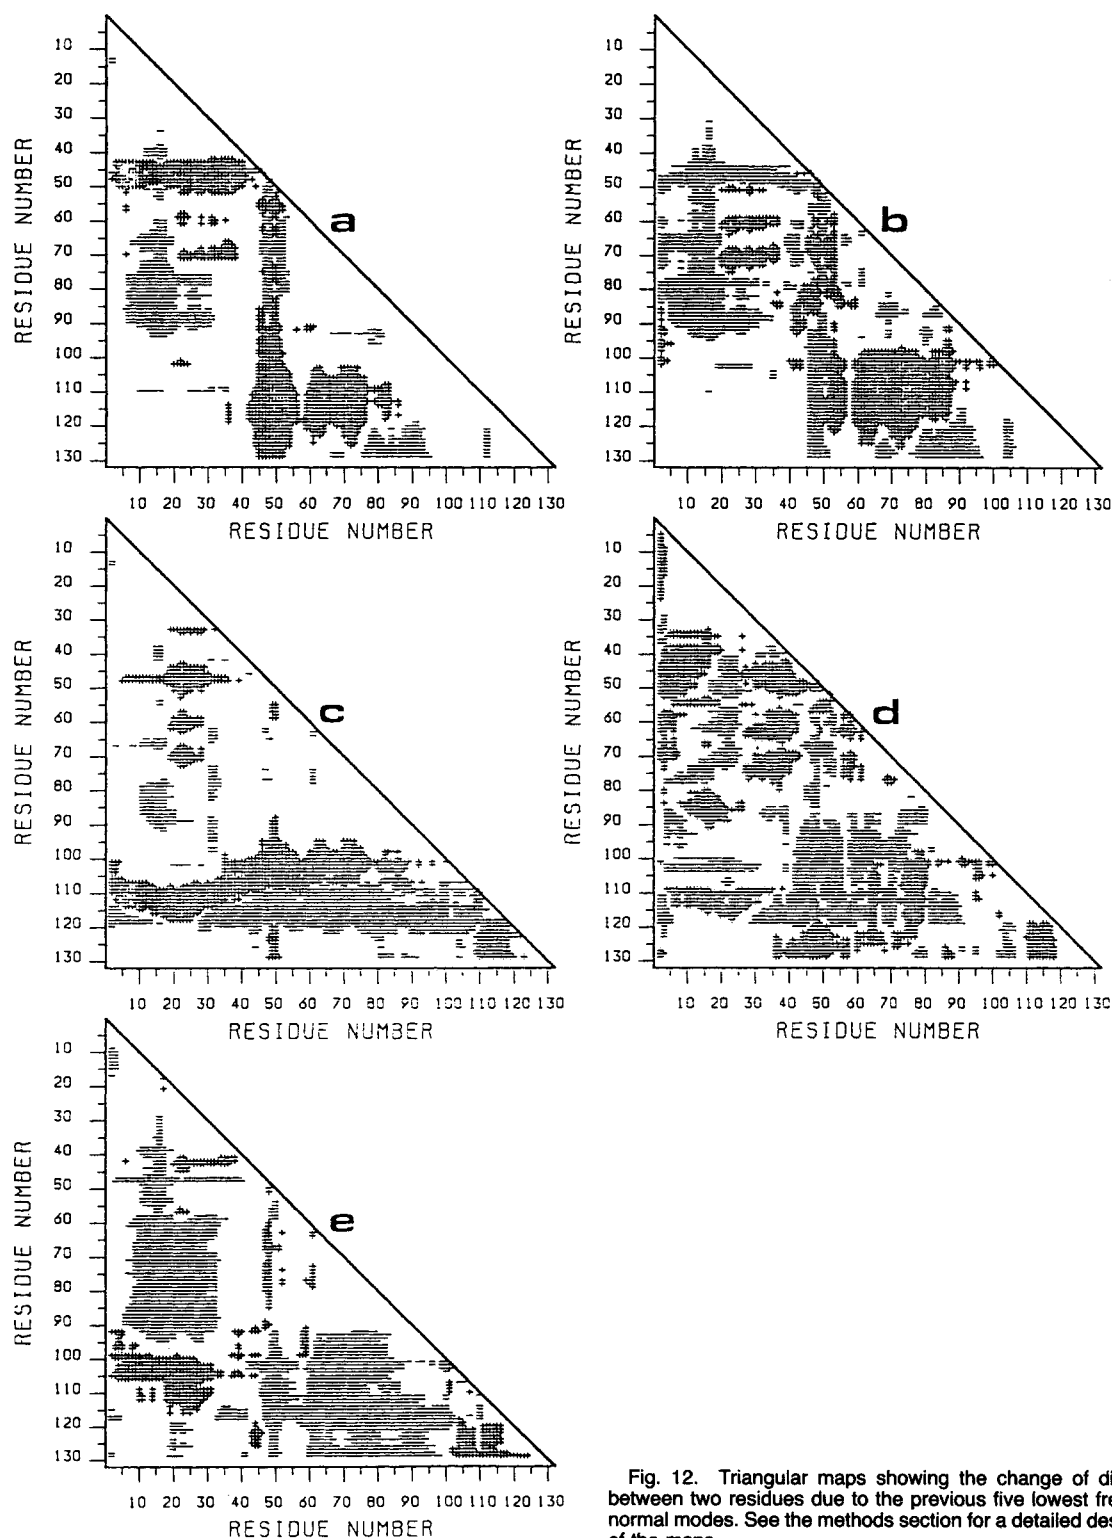 10
20
30
40
50
60
70
80
90
100
110
120
130
RESIDUE NUMBER
a
10 20 30 40 50 60 70 80 90 100 110 120 130
RESIDUE NUMBER
10
20
30
40
50
60
70
80
90
100
110
120
130
RESIDUE NUMBER
b
10 20 30 40 50 60 70 80 90 100 110 120 130
RESIDUE NUMBER
10
20
30
40
50
60
70
80
90
100
110
120
130
RESIDUE NUMBER
c
10 20 30 40 50 60 70 80 90 100 110 120 130
RESIDUE NUMBER
10
20
30
40
50
60
70
80
90
100
110
120
130
RESIDUE NUMBER
d
10 20 30 40 50 60 70 80 90 100 110 120 130
RESIDUE NUMBER
10
20
30
40
50
60
70
80
90
100
110
120
130
RESIDUE NUMBER
e
10 20 30 40 50 60 70 80 90 100 110 120 130
RESIDUE NUMBER
Fig. 12. Triangular maps showing the change of di
between two residues due to the previous five lowest fre
normal modes. See the methods section for a detailed des
of the maps